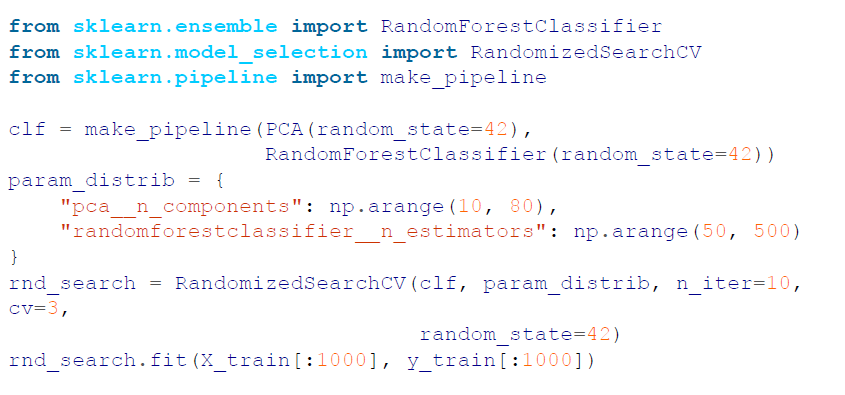 from sklearn.ensemble import RandomForestClassifier
from sklearn.model_selection import RandomizedSearchCV
from sklearn.pipeline import make_pipeline

clf = make_pipeline(PCA(random_state=42),
                    RandomForestClassifier(random_state=42))
param_distrib = {
    "pca__n_components": np.arange(10, 80),
    "randomforestclassifier__n_estimators": np.arange(50, 500)
}
rnd_search = RandomizedSearchCV(clf, param_distrib, n_iter=10,
cv=3,
                                random_state=42)
rnd_search.fit(X_train[:1000], y_train[:1000])